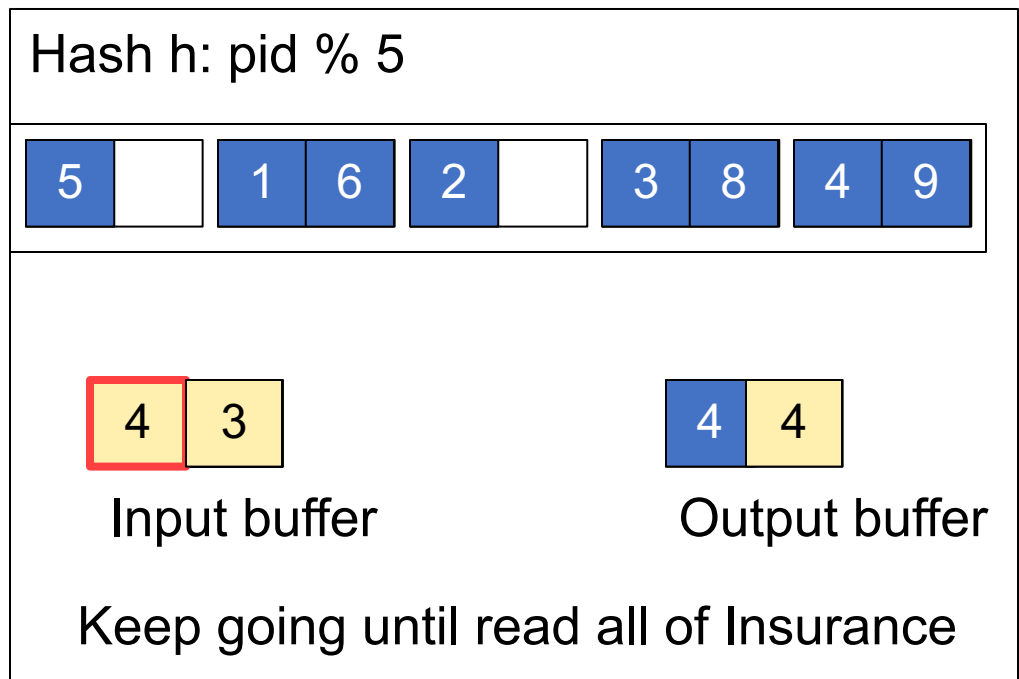 Hash h: pid % 5
5 1 6 2 3 8 4 9
4 3 4 4
Input buffer Output buffer
Keep going until read all of Insurance